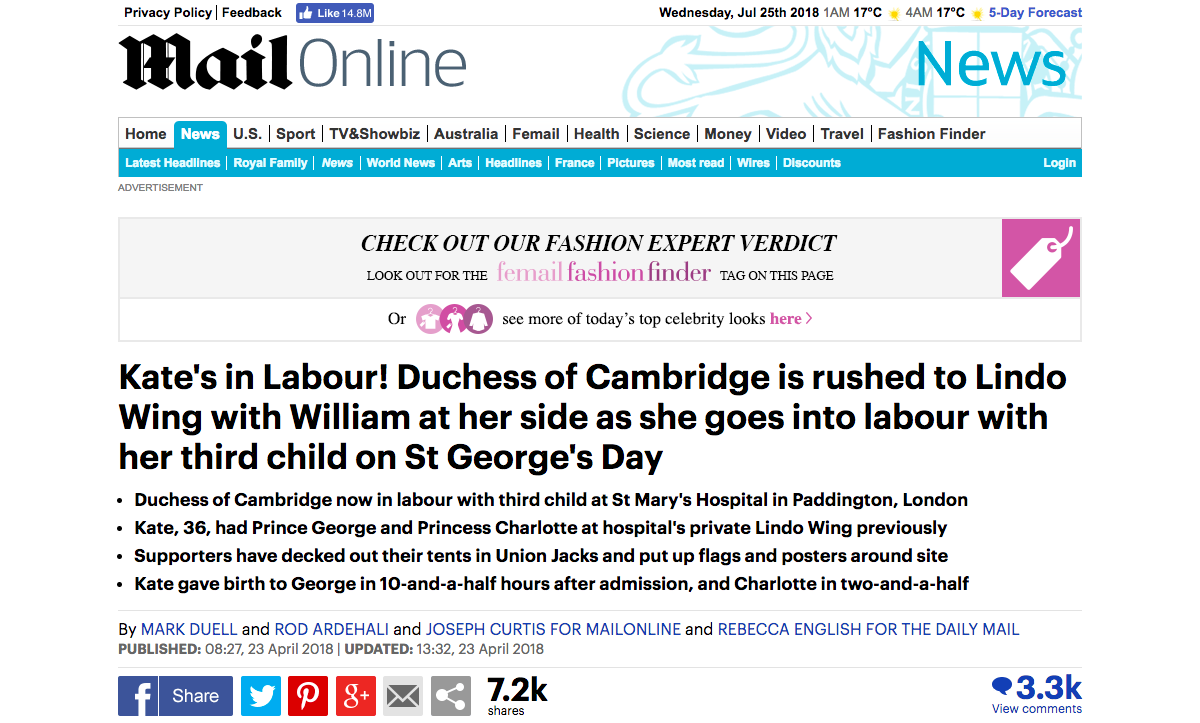 Privacy Policy | Feedback Like 14.8M Wednesday, Jul 25th 2018 1AM 17°C 4AM 17°C 5-Day Forecast
Mail Online News
Home News U.S. Sport TV&Showbiz Australia Femail Health Science Money Video Travel Fashion Finder
Latest Headlines Royal Family News World News Arts Headlines France Pictures Most read Wires Discounts Login
ADVERTISEMENT
CHECK OUT OUR FASHION EXPERT VERDICT
LOOK OUT FOR THE femail fashion finder TAG ON THIS PAGE
Or see more of today's top celebrity looks here >
Kate's in Labour! Duchess of Cambridge is rushed to Lindo
Wing with William at her side as she goes into labour with
her third child on St George's Day
• Duchess of Cambridge now in labour with third child at St Mary's Hospital in Paddington, London
• Kate, 36, had Prince George and Princess Charlotte at hospital's private Lindo Wing previously
• Supporters have decked out their tents in Union Jacks and put up flags and posters around site
• Kate gave birth to George in 10-and-a-half hours after admission, and Charlotte in two-and-a-half
By MARK DUELL and ROD ARDEHALI and JOSEPH CURTIS FOR MAILONLINE and REBECCA ENGLISH FOR THE DAILY MAIL
PUBLISHED: 08:27, 23 April 2018 | UPDATED: 13:32, 23 April 2018
f Share g+ 7.2k 3.3k
shares View comments